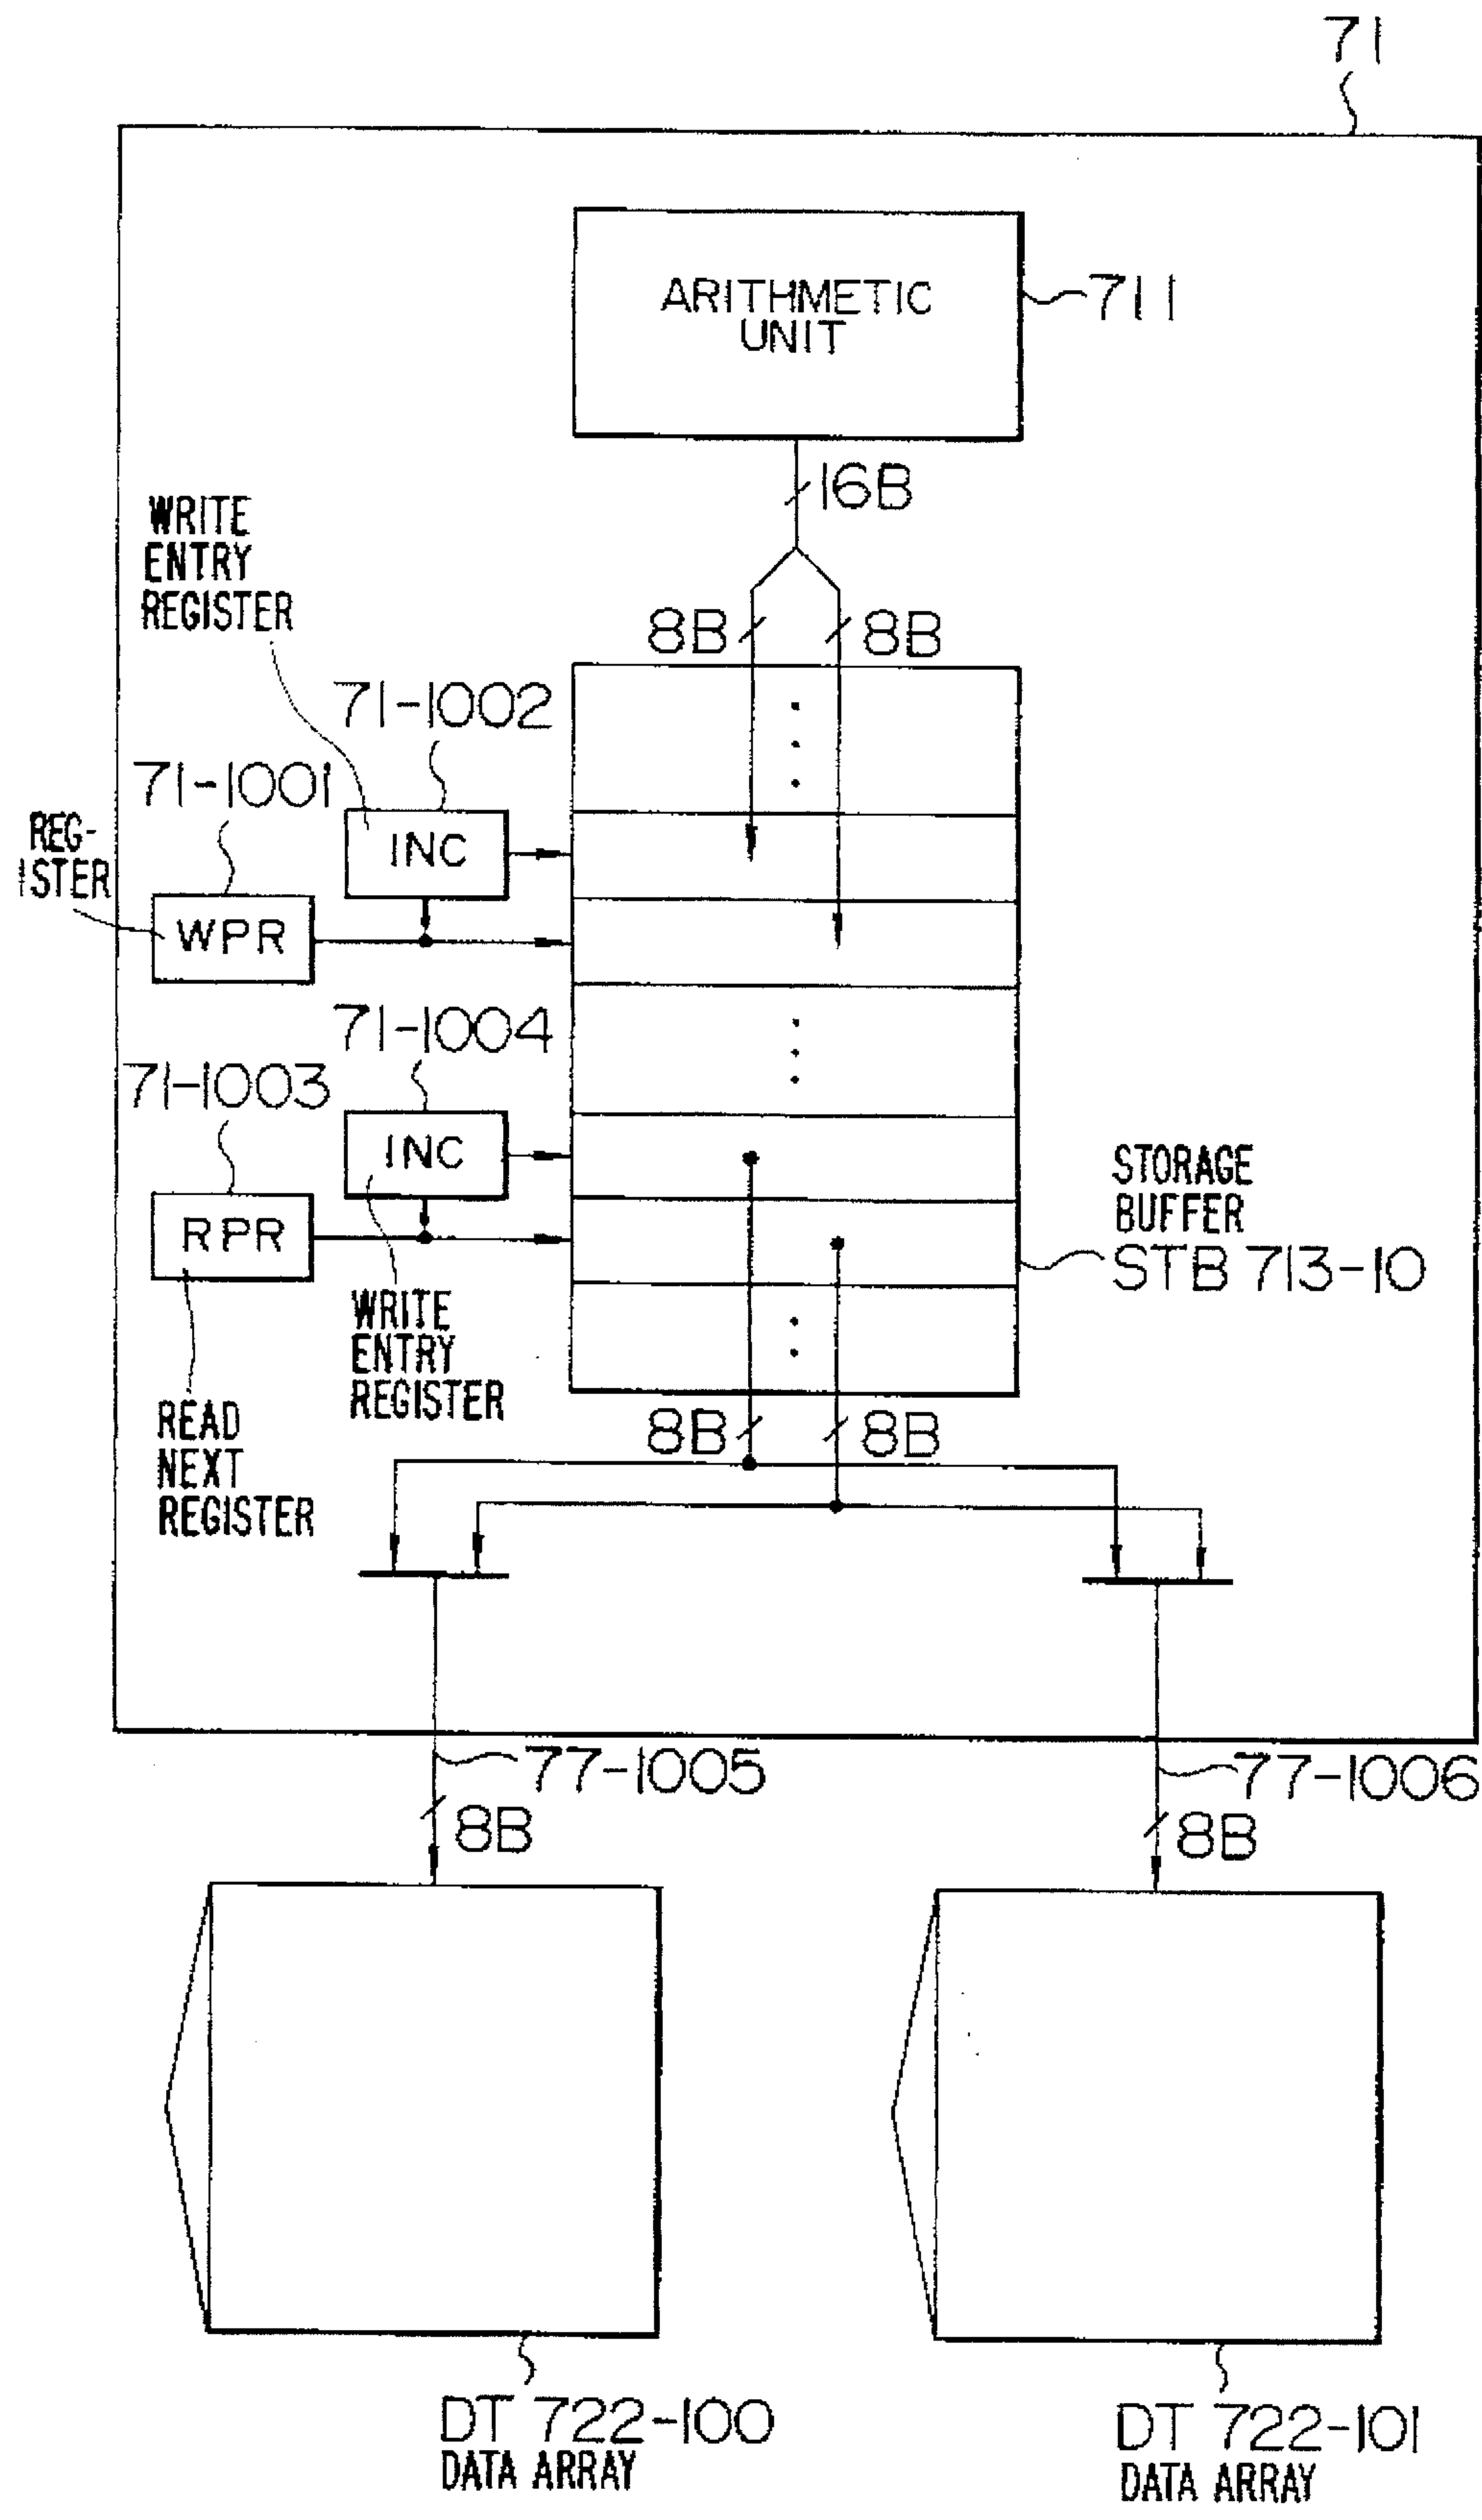 71
ARITHMETIC
UNIT
711
16B
WRITE
ENTRY
REGISTER
8B
8B
71-1002
71-1001
REG-
ISTER
INC
WPR
71-1004
71-1003
INC
RPR
STORAGE
BUFFER
STB 713-10
WRITE
ENTRY
REGISTER
READ
NEXT
REGISTER
8B
8B
77-1005
77-1006
8B
8B
DT 722-100
DATA ARRAY
DT 722-101
DATA ARRAY